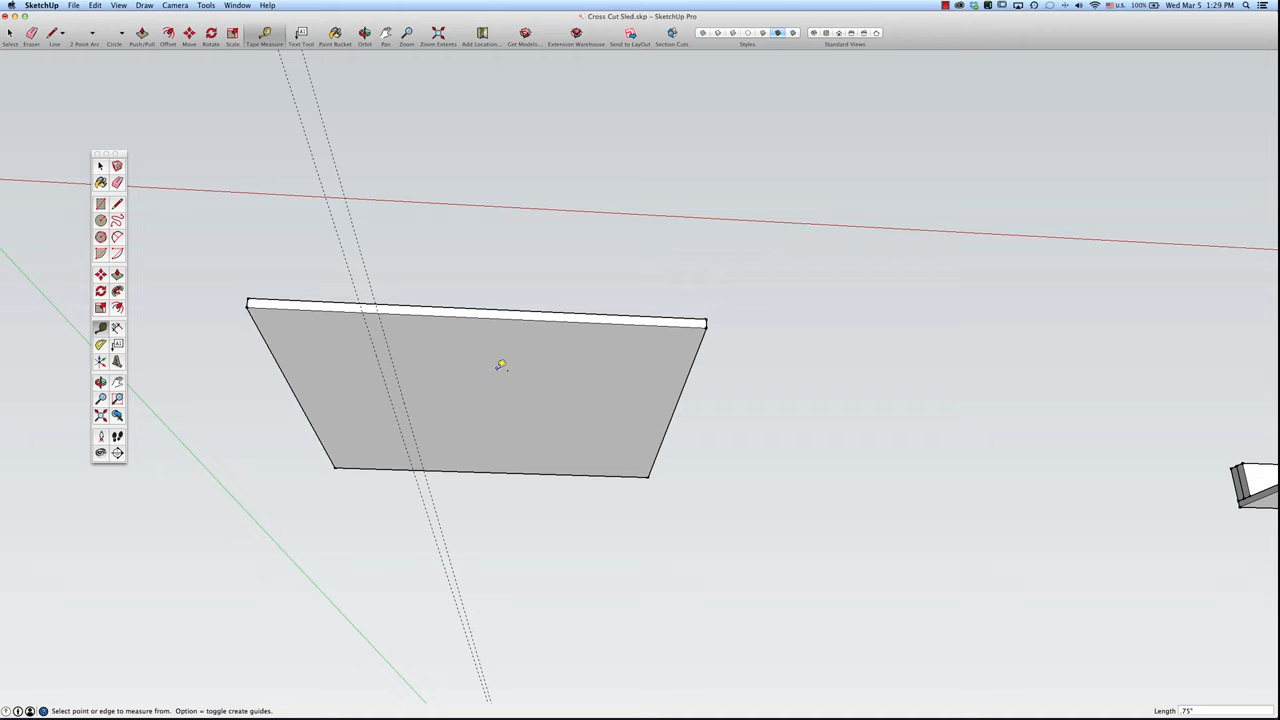 SketchUp File Edit View Draw Camera Tools Window Help U.S. 100% Wed Mar 5 1:29 PM
Cross Cut Sled.skp - SketchUp Pro
Select Eraser Line 2 Point Arc Circle Push/Pull Offset Move Rotate Scale Tape Measure Text Tool Paint Bucket Orbit Pan Zoom Zoom Extents Add Location... Get Models... Extension Warehouse Send to LayOut Section Cuts Styles Standard Views
Select point or edge to measure from. Option = toggle create guides. Length .75"